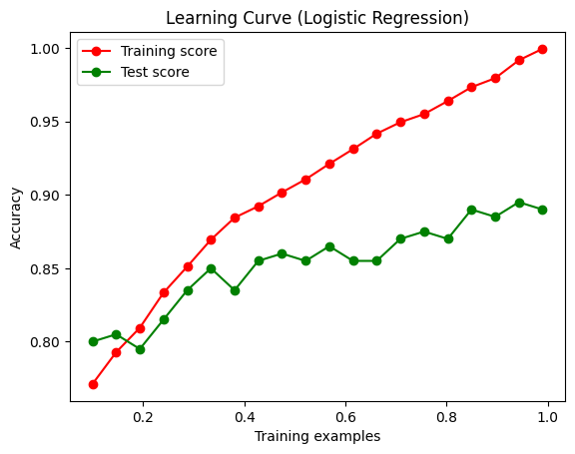 Learning Curve (Logistic Regression)
Training score
Test score
Accuracy
1.00
0.95
0.90
0.85
0.80
0.2
0.4
0.6
0.8
1.0
Training examples